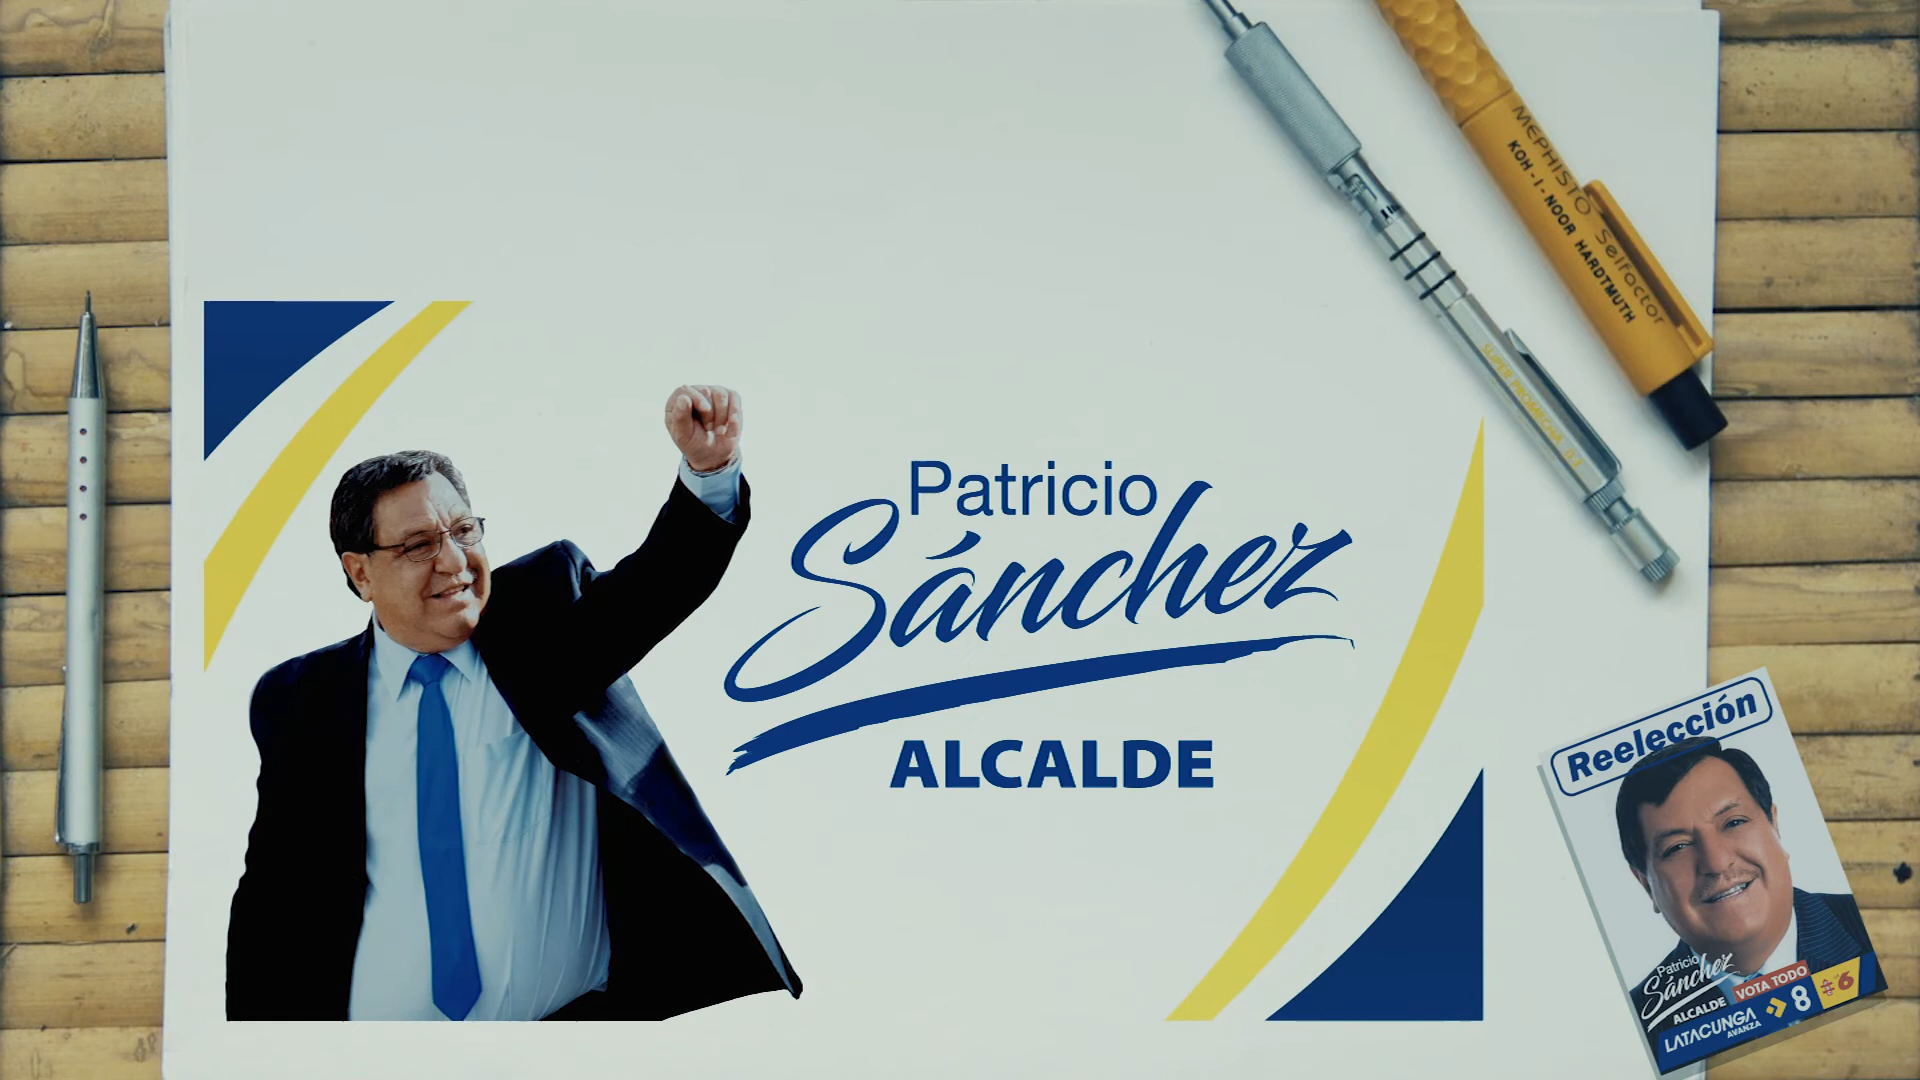 MEPHISTO Selfactor
KOH-I-NOOR HARDTMUTH
Patricio
Sánchez
ALCALDE
Reelección
Patricio
Sánchez
ALCALDE
VOTA TODO
LATACUNGA
AVANZA
8
6